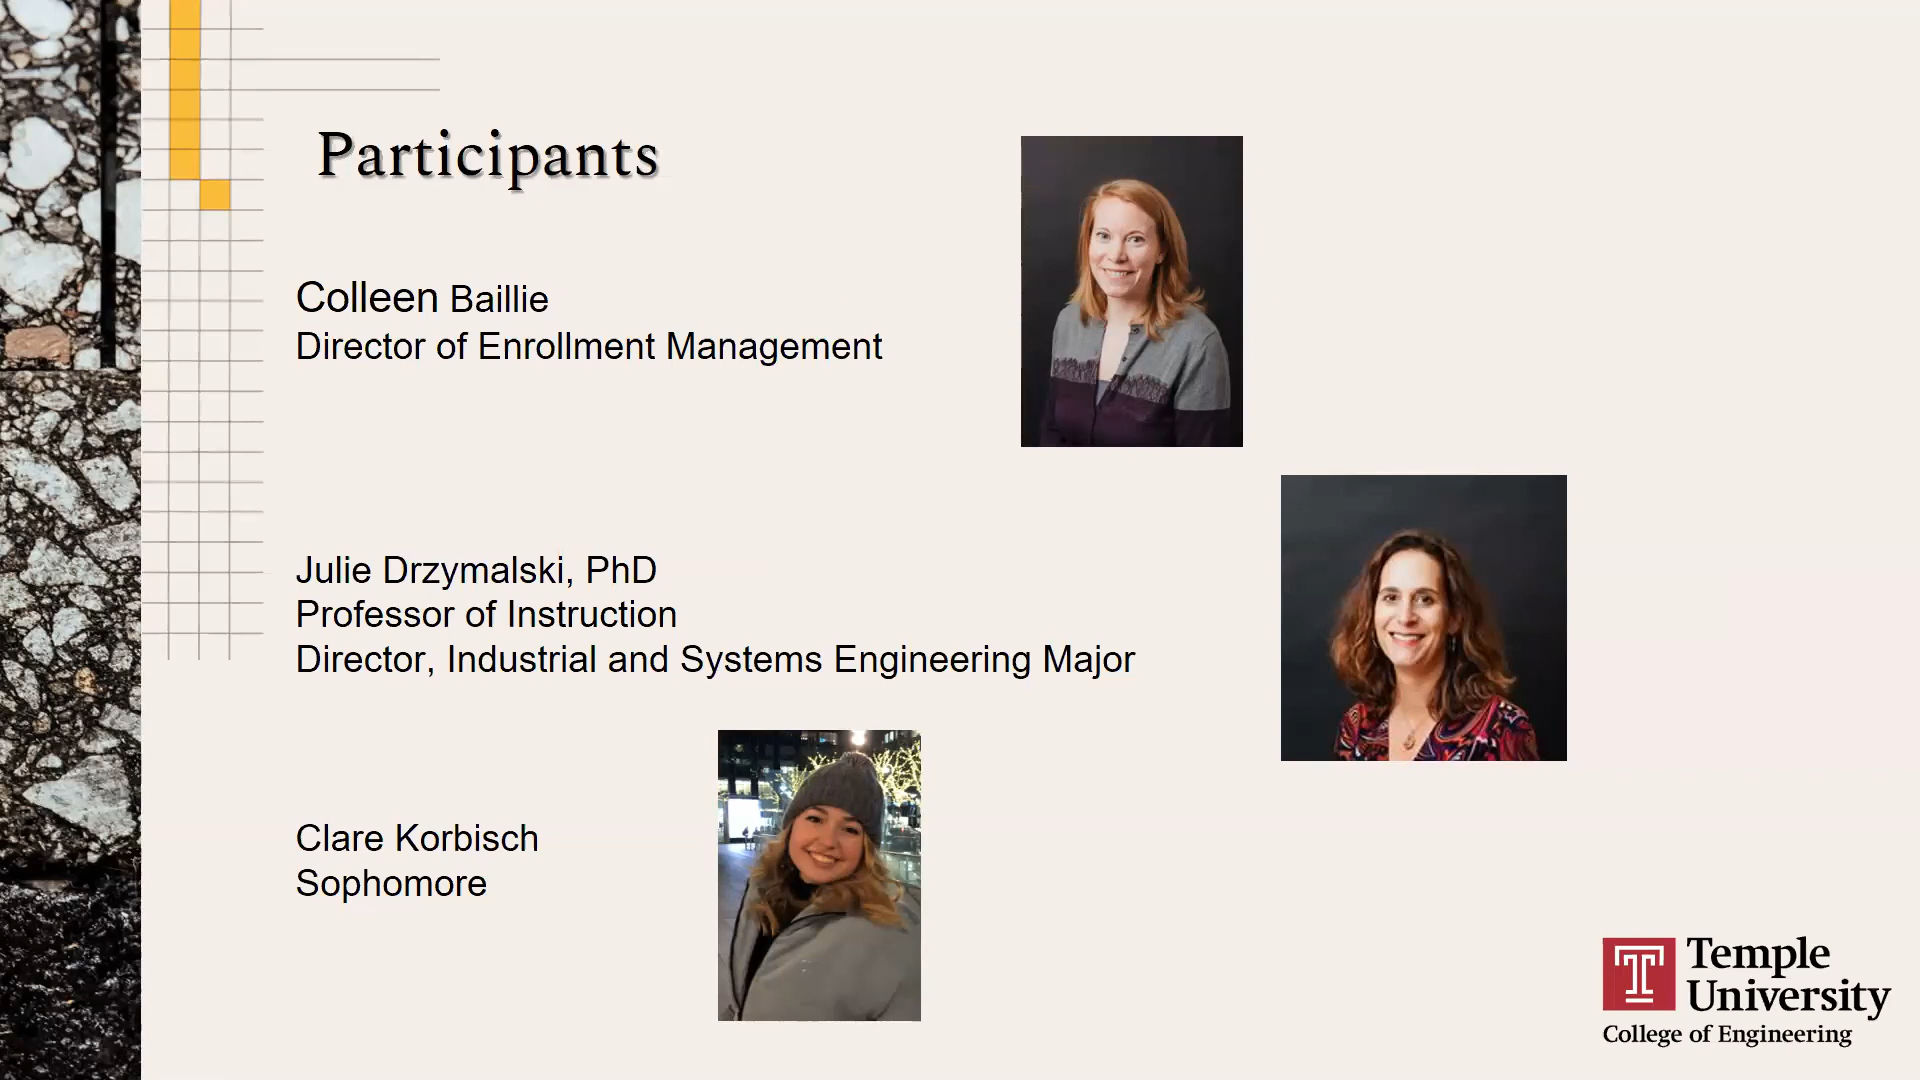 Participants
Colleen Baillie
Director of Enrollment Management
Julie Drzymalski, PhD
Professor of Instruction
Director, Industrial and Systems Engineering Major
Clare Korbisch
Sophomore
Temple
University
College of Engineering